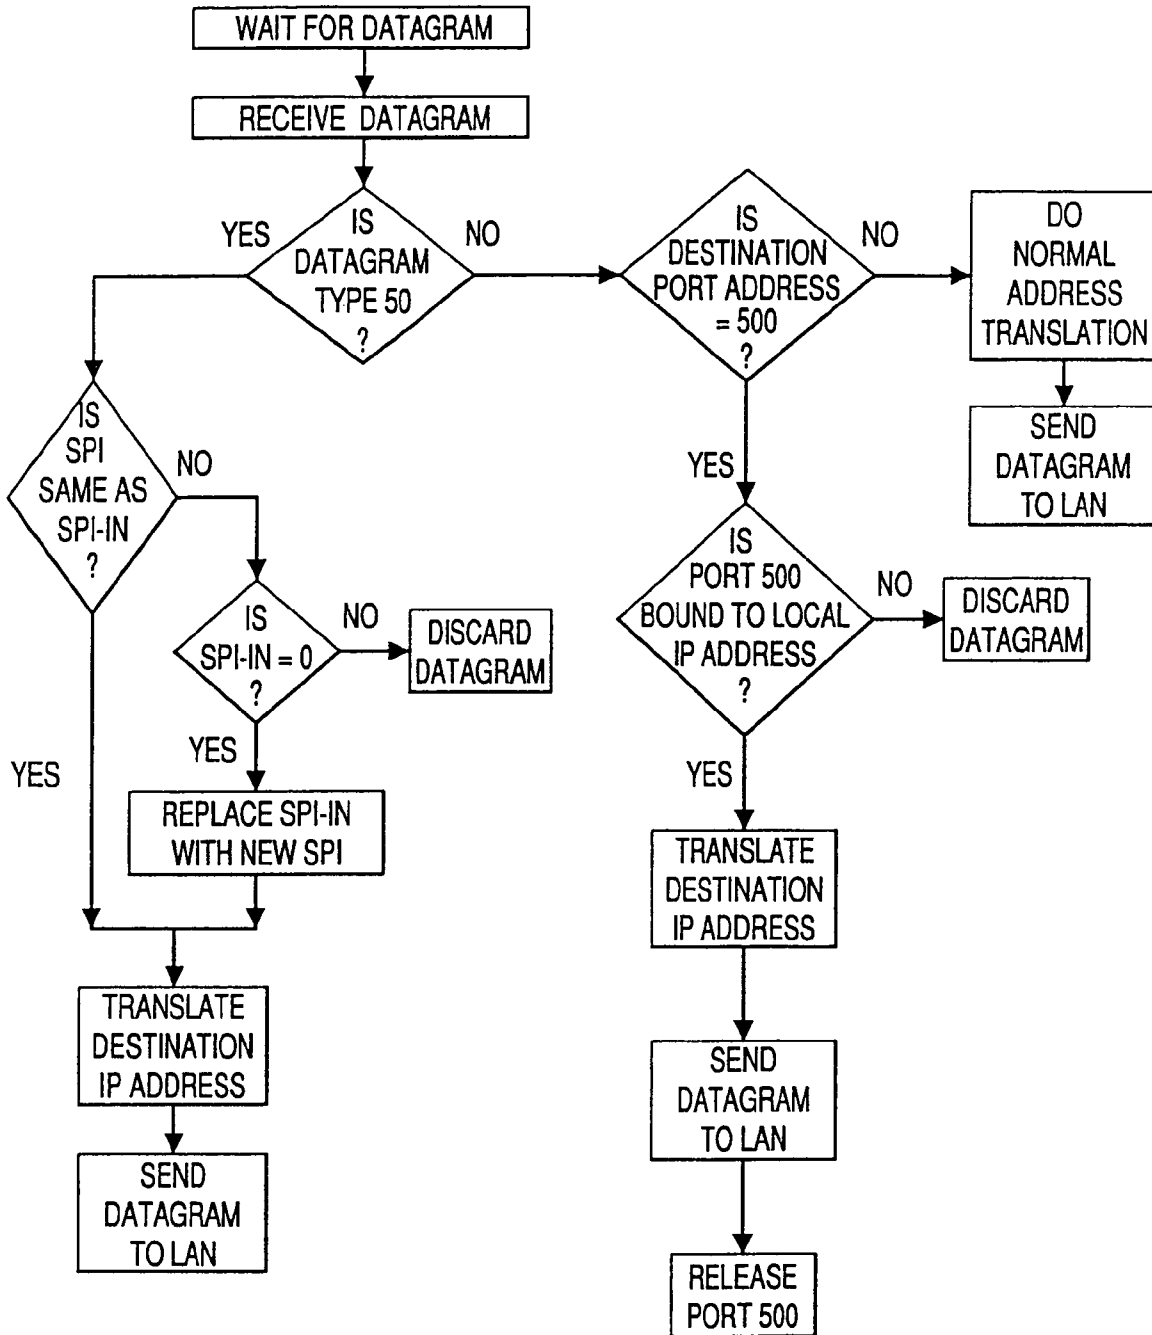 WAIT FOR DATAGRAM
RECEIVE DATAGRAM
IS
DATAGRAM
TYPE 50
?
YES
NO
IS
DESTINATION
PORT ADDRESS
= 500
?
NO
DO
NORMAL
ADDRESS
TRANSLATION
SEND
DATAGRAM
TO LAN
IS
SPI
SAME AS
SPI-IN
?
NO
YES
IS
SPI-IN = 0
?
NO
DISCARD
DATAGRAM
YES
REPLACE SPI-IN
WITH NEW SPI
TRANSLATE
DESTINATION
IP ADDRESS
SEND
DATAGRAM
TO LAN
YES
IS
PORT 500
BOUND TO LOCAL
IP ADDRESS
?
NO
DISCARD
DATAGRAM
YES
TRANSLATE
DESTINATION
IP ADDRESS
SEND
DATAGRAM
TO LAN
RELEASE
PORT 500